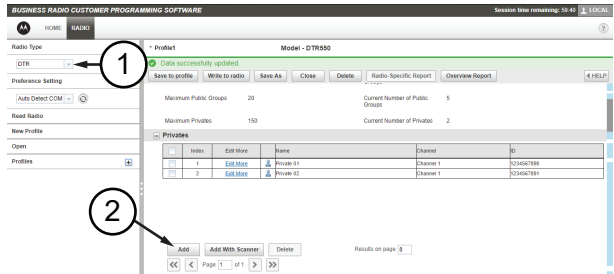 BUSINESS RADIO CUSTOMER PROGRAMMING SOFTWARE
Session time remaining: 59:40 LOCAL
HOME RADIO
?
Radio Type
DTR
1
Preference Setting
Auto Detect COM
Read Radio
New Profile
Open
Profiles
* Profile1 Model - DTR550
Data successfully updated.
Save to profile Write to radio Save As Close Delete Radio-Specific Report Overview Report HELP
Groups
Maximum Public Groups 20 Current Number of Public Groups 5
Maximum Privates 150 Current Number of Privates 2
Privates
Index Edit More Name Channel ID
1 Edit More Private 01 Channel 1 1234567890
2 Edit More Private 02 Channel 1 1234567891
2
Add Add With Scanner Delete Results on page 8
<< < Page 1 of 1 > >>